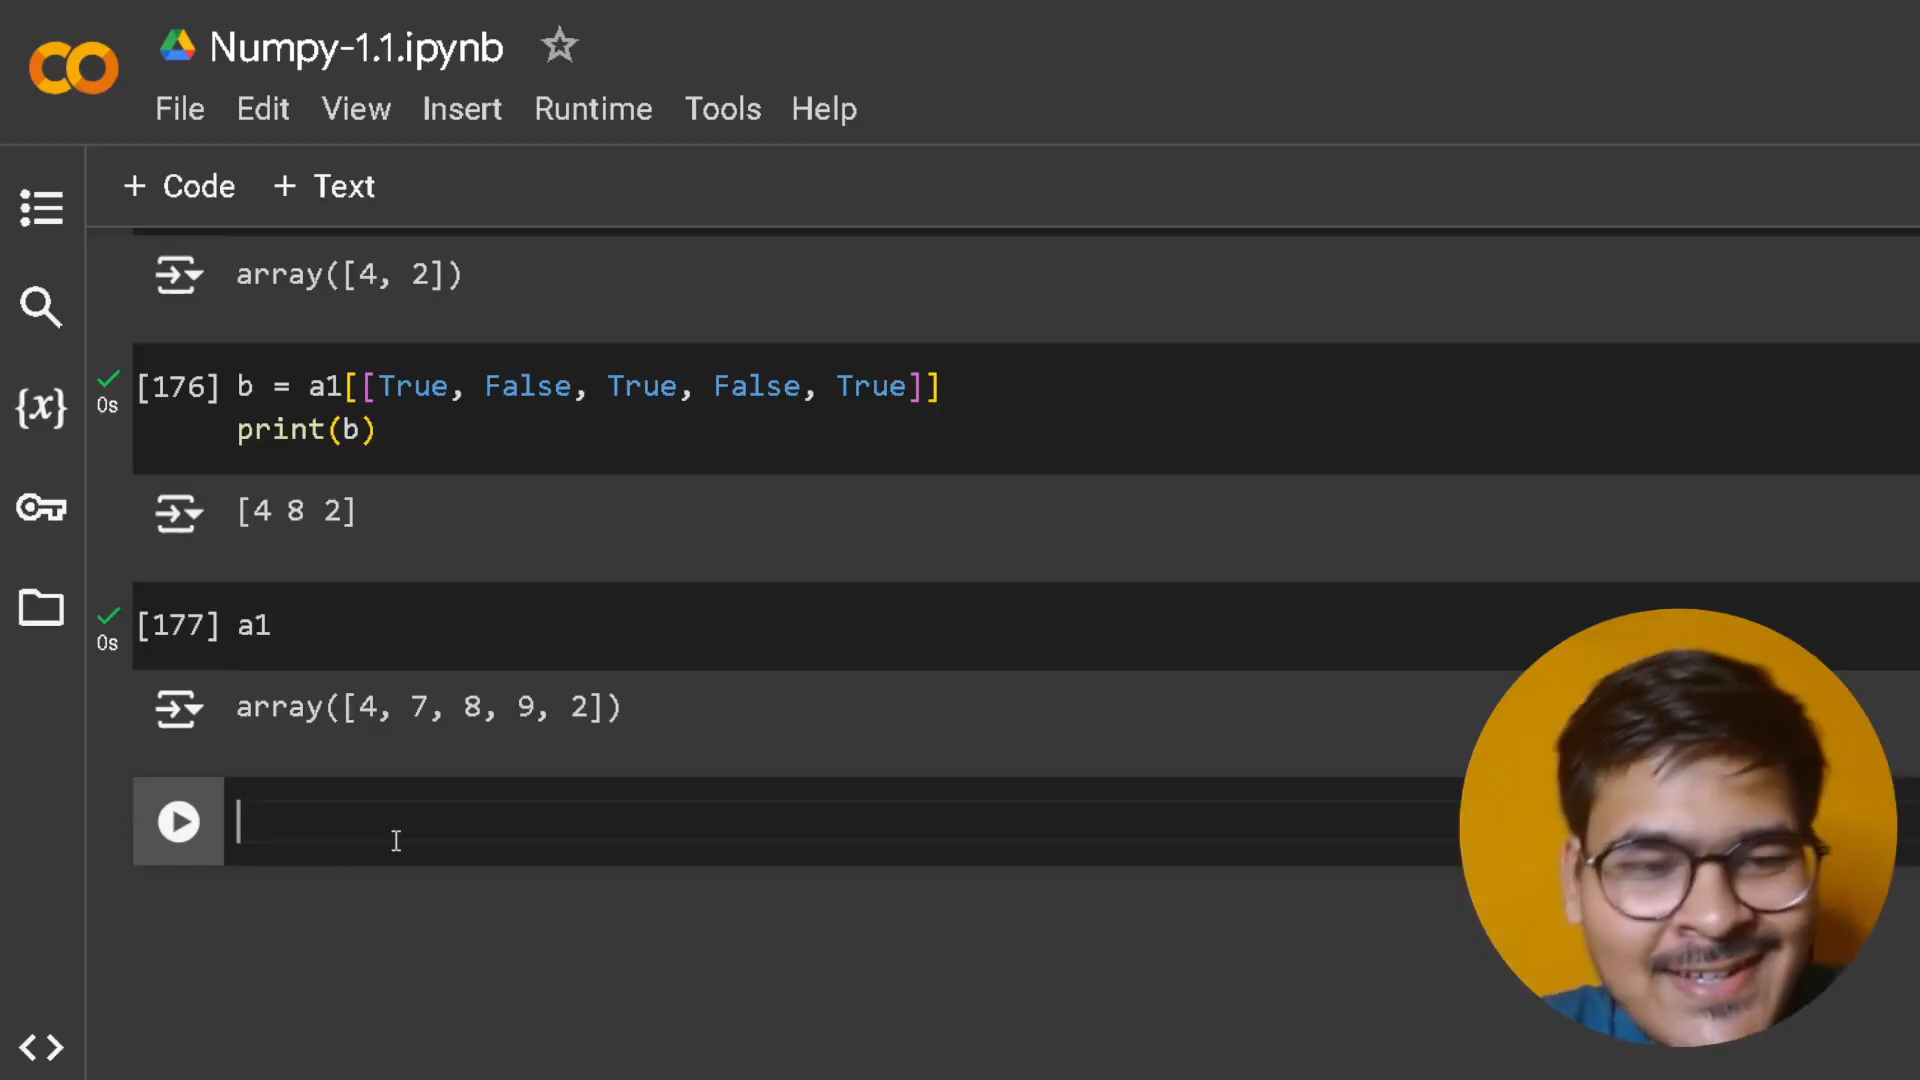 Numpy-1.1.ipynb
File Edit View Insert Runtime Tools Help
+ Code + Text
array([4, 2])
[176] b = a1[[True, False, True, False, True]]
0s
print(b)
{x}
[4 8 2]
[177] a1
0s
array([4, 7, 8, 9, 2])